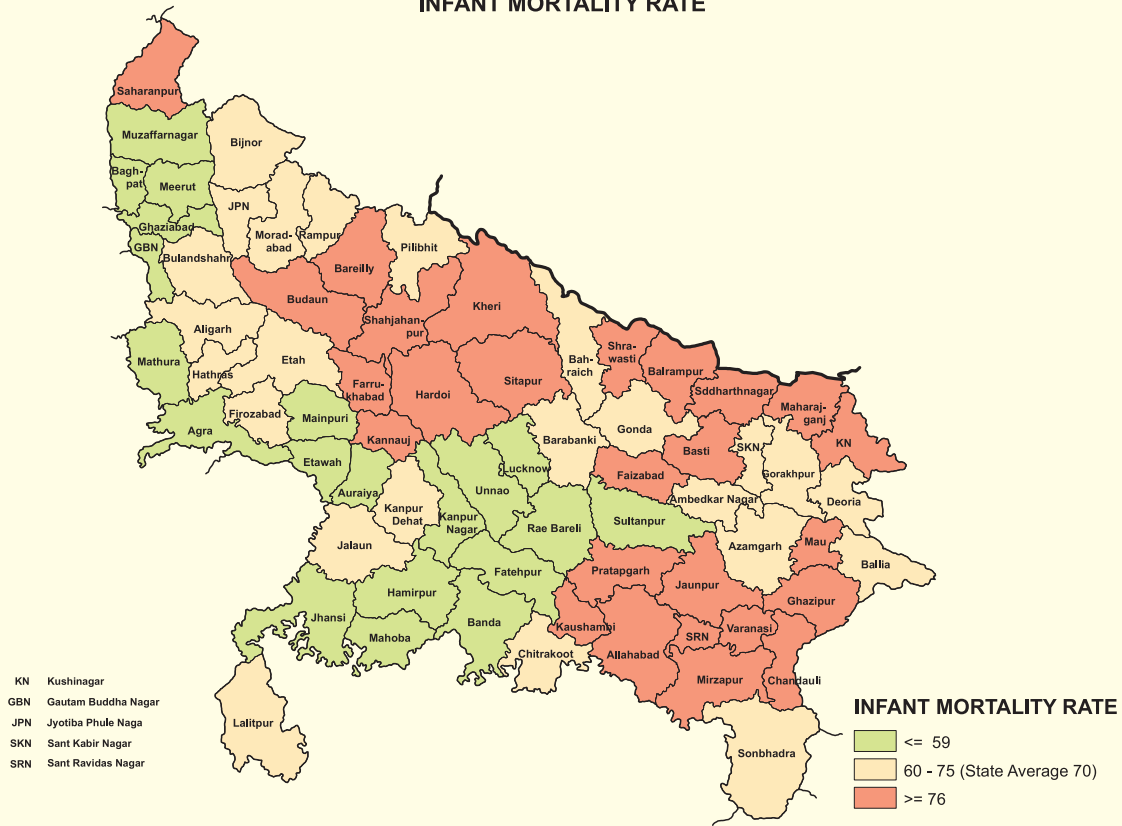 INFANT MORTALITY RATE
Saharanpur
Muzaffarnagar
Bijnor
Bagh-
pat
Meerut
JPN
Ghaziabad
Morad-
abad
Rampur
GBN
Bulandshahr
Pilibhit
Bareilly
Budaun
Kheri
Shahjahan-
pur
Aligarh
Mathura
Etah
Hathras
Bah-
raich
Shra-
wasti
Balrampur
Sddharthnagar
Maharaj-
ganj
KN
Farru-
khabad
Hardoi
Sitapur
Firozabad
Mainpuri
Agra
Kannauj
Barabanki
Gonda
Basti
SKN
Gorakhpur
Etawah
Auraiya
Lucknow
Unnao
Faizabad
Ambedkar Nagar
Deoria
Kanpur
Dehat
Kanpur
Nagar
Rae Bareli
Sultanpur
Jalaun
Azamgarh
Mau
Ballia
Fatehpur
Pratapgarh
Jaunpur
Ghazipur
Hamirpur
Jhansi
Mahoba
Banda
Kaushambi
Chitrakoot
Allahabad
SRN
Varanasi
Mirzapur
Chandauli
Lalitpur
Sonbhadra
KN Kushinagar
GBN Gautam Buddha Nagar
JPN Jyotiba Phule Naga
SKN Sant Kabir Nagar
SRN Sant Ravidas Nagar
INFANT MORTALITY RATE
<= 59
60 - 75 (State Average 70)
>= 76